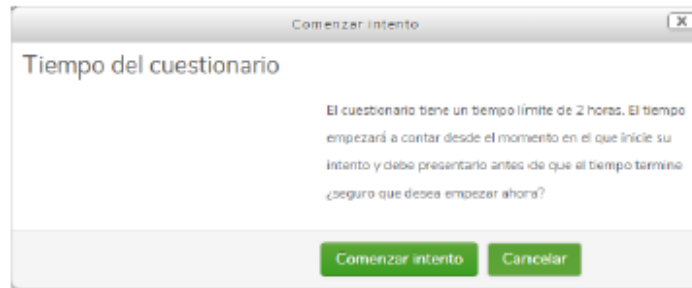 Comenzar intento
X
Tiempo del cuestionario
El cuestionario tiene un tiempo límite de 2 horas. El tiempo
empezará a contar desde el momento en el que inicie su
intento y debe presentarlo antes de que el tiempo termine
¿seguro que desea empezar ahora?
Comenzar intento Cancelar